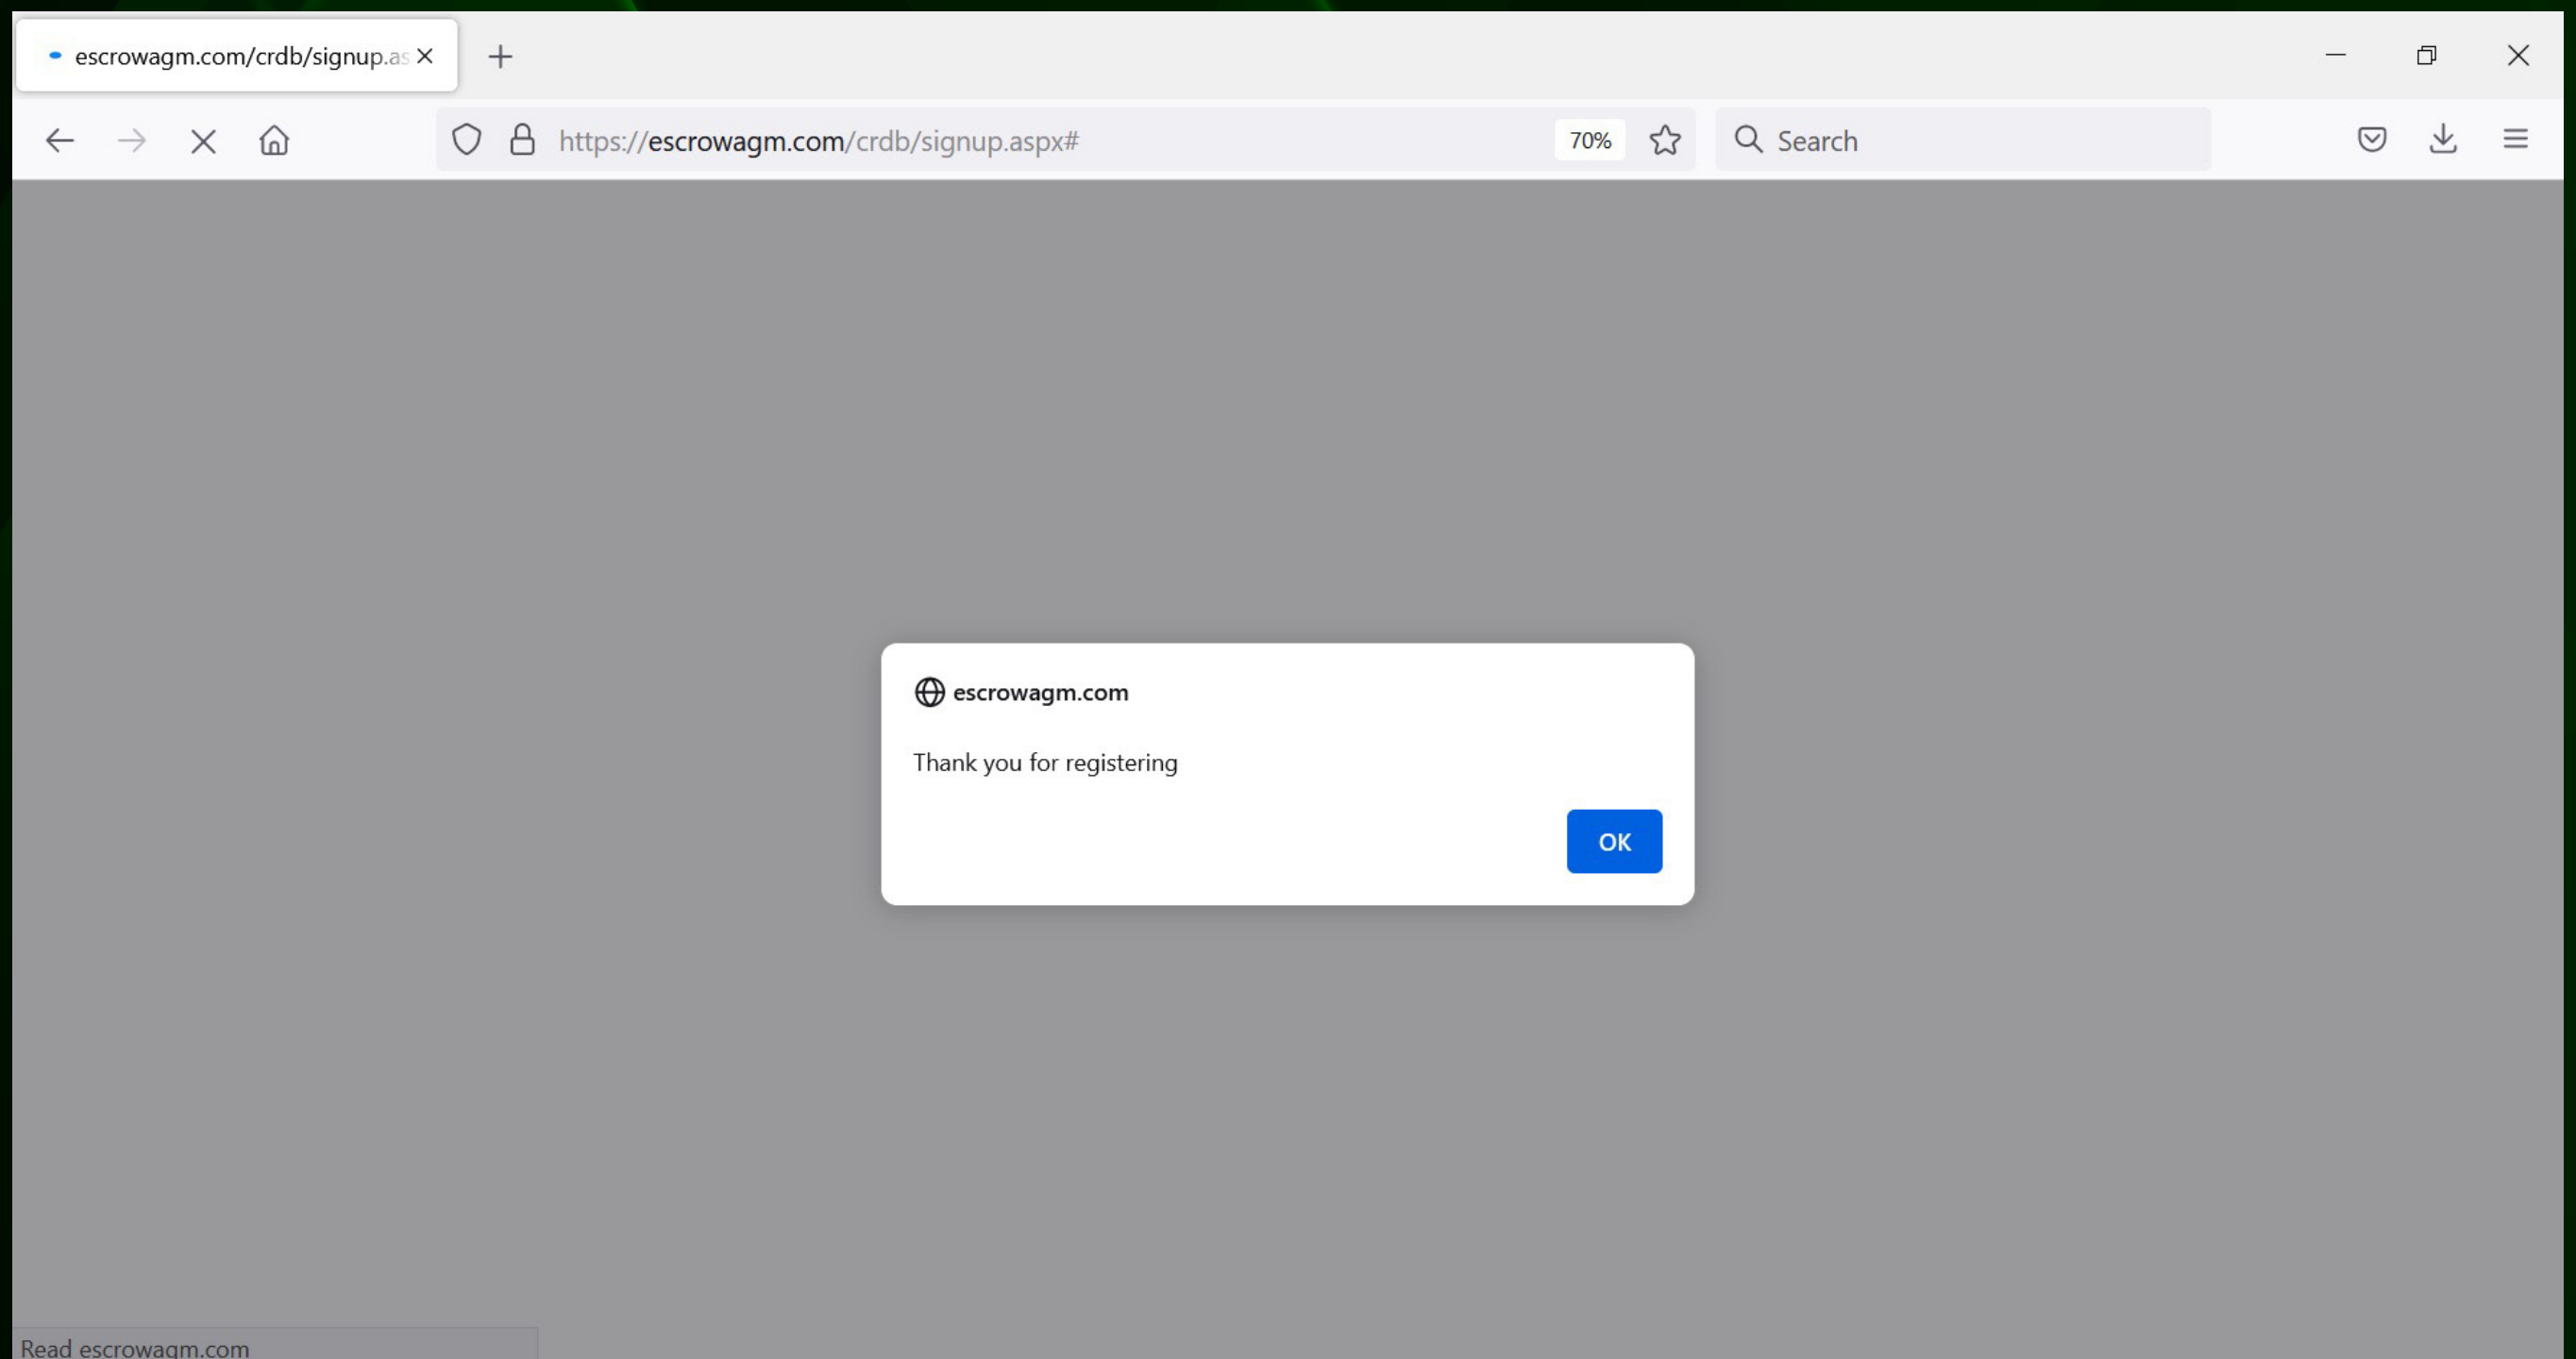 escrowagm.com/crdb/signup.as
https://escrowagm.com/crdb/signup.aspx#
70%
Search
escrowagm.com
Thank you for registering
OK
Read escrowagm.com